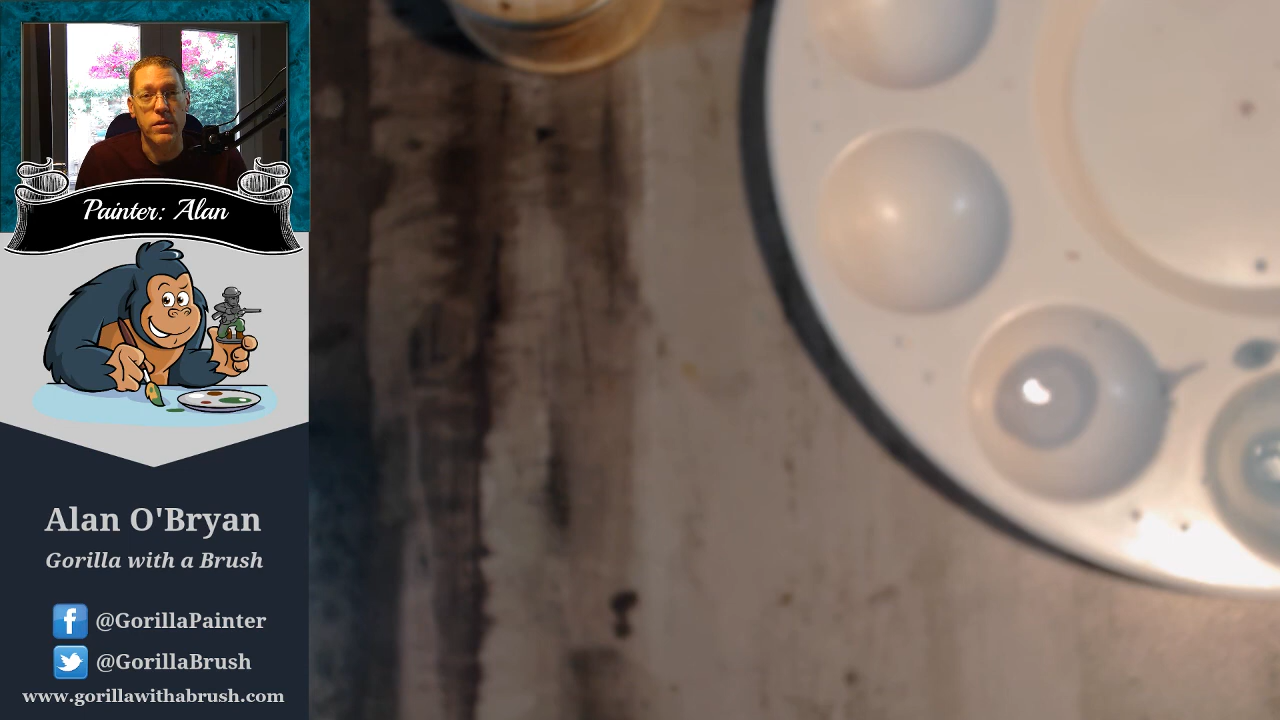 Painter: Alan
Alan O'Bryan
Gorilla with a Brush
@GorillaPainter
@GorillaBrush
www.gorillawithabrush.com